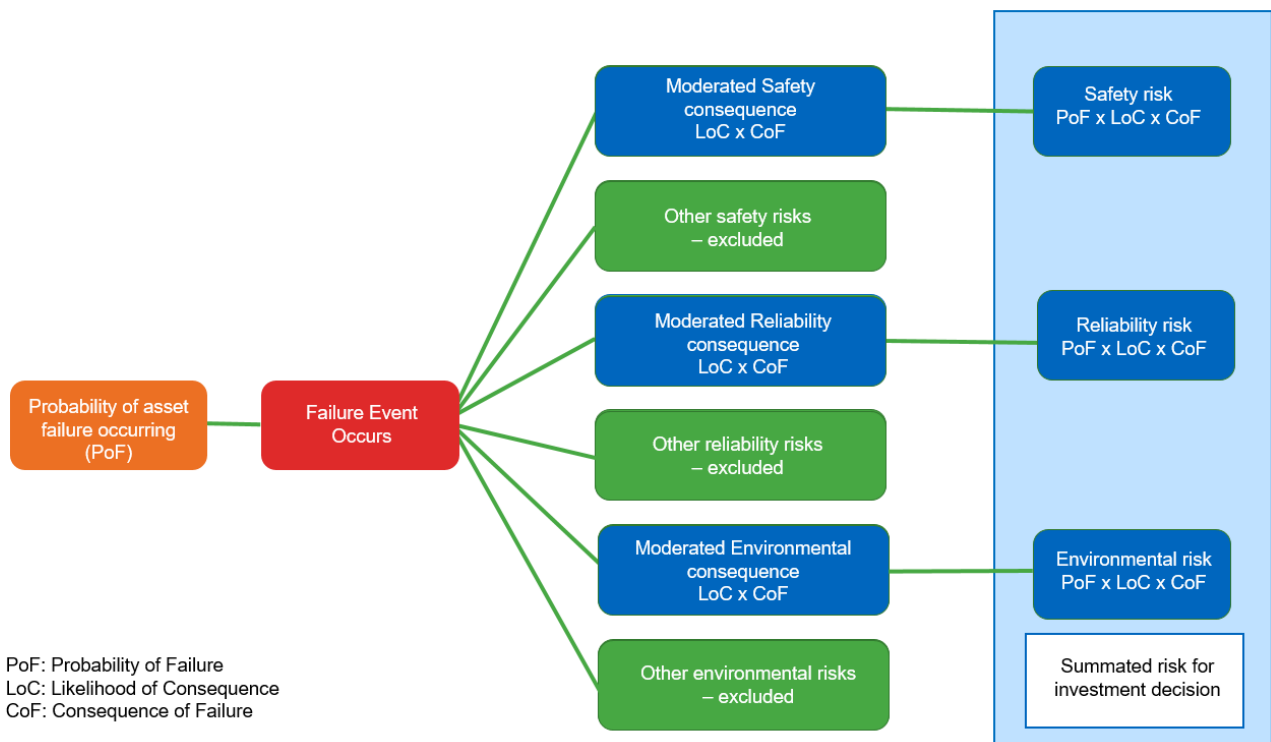 Moderated Safety
consequence
LoC x CoF
Safety risk
PoF x LoC x CoF
Other safety risks
– excluded
Moderated Reliability
consequence
LoC x CoF
Reliability risk
PoF x LoC x CoF
Probability of asset
failure occurring
(PoF)
Failure Event
Occurs
Other reliability risks
– excluded
Moderated Environmental
consequence
LoC x CoF
Environmental risk
PoF x LoC x CoF
Other environmental risks
– excluded
Summated risk for
investment decision
PoF: Probability of Failure
LoC: Likelihood of Consequence
CoF: Consequence of Failure